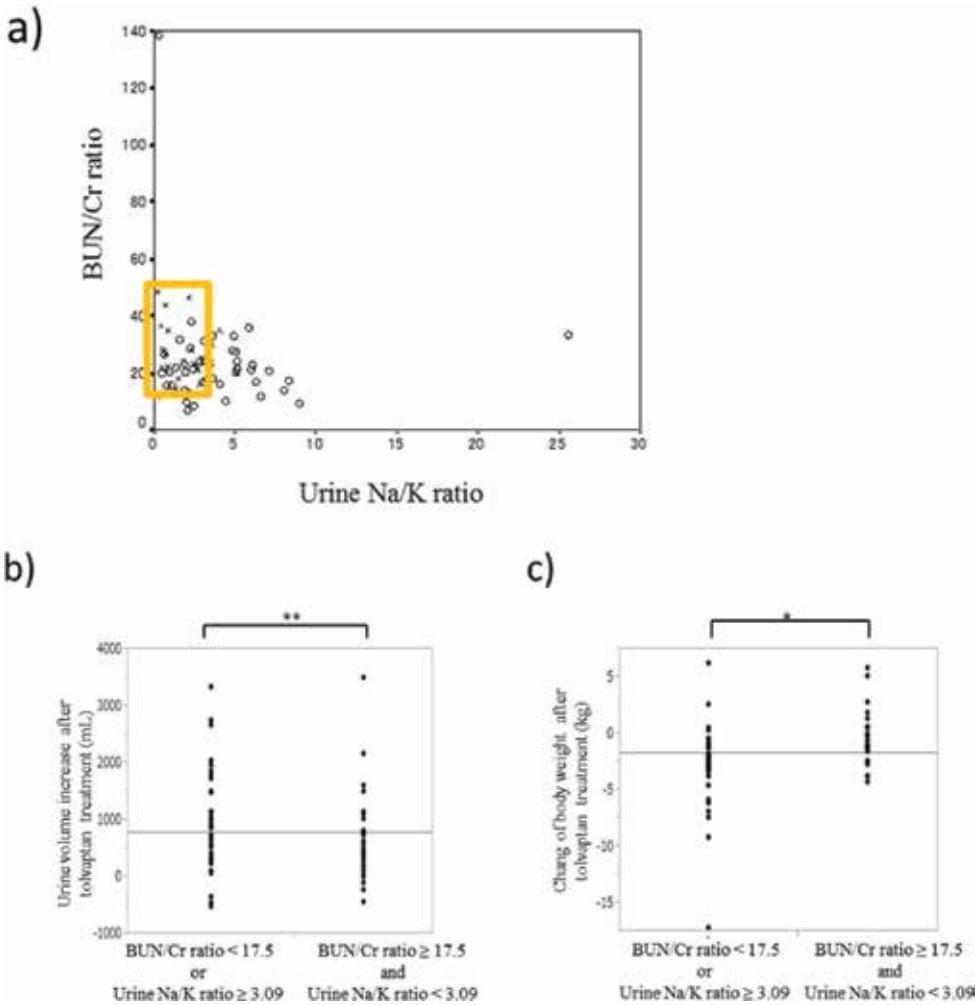 a)
140
120
100
80
60
40
20
0
BUN/Cr ratio
0 5 10 15 20 25 30
Urine Na/K ratio
b)
**
4000
3000
2000
1000
0
-1000
Urine volume increase after
tolvaptan treatment (mL)
BUN/Cr ratio < 17.5
or
Urine Na/K ratio ≥ 3.09
BUN/Cr ratio ≥ 17.5
and
Urine Na/K ratio < 3.09
c)
*
5
0
-5
-10
-15
Chang of body weight after
tolvaptan treatment (kg)
BUN/Cr ratio < 17.5
or
Urine Na/K ratio ≥ 3.09
BUN/Cr ratio ≥ 17.5
and
Urine Na/K ratio < 3.09